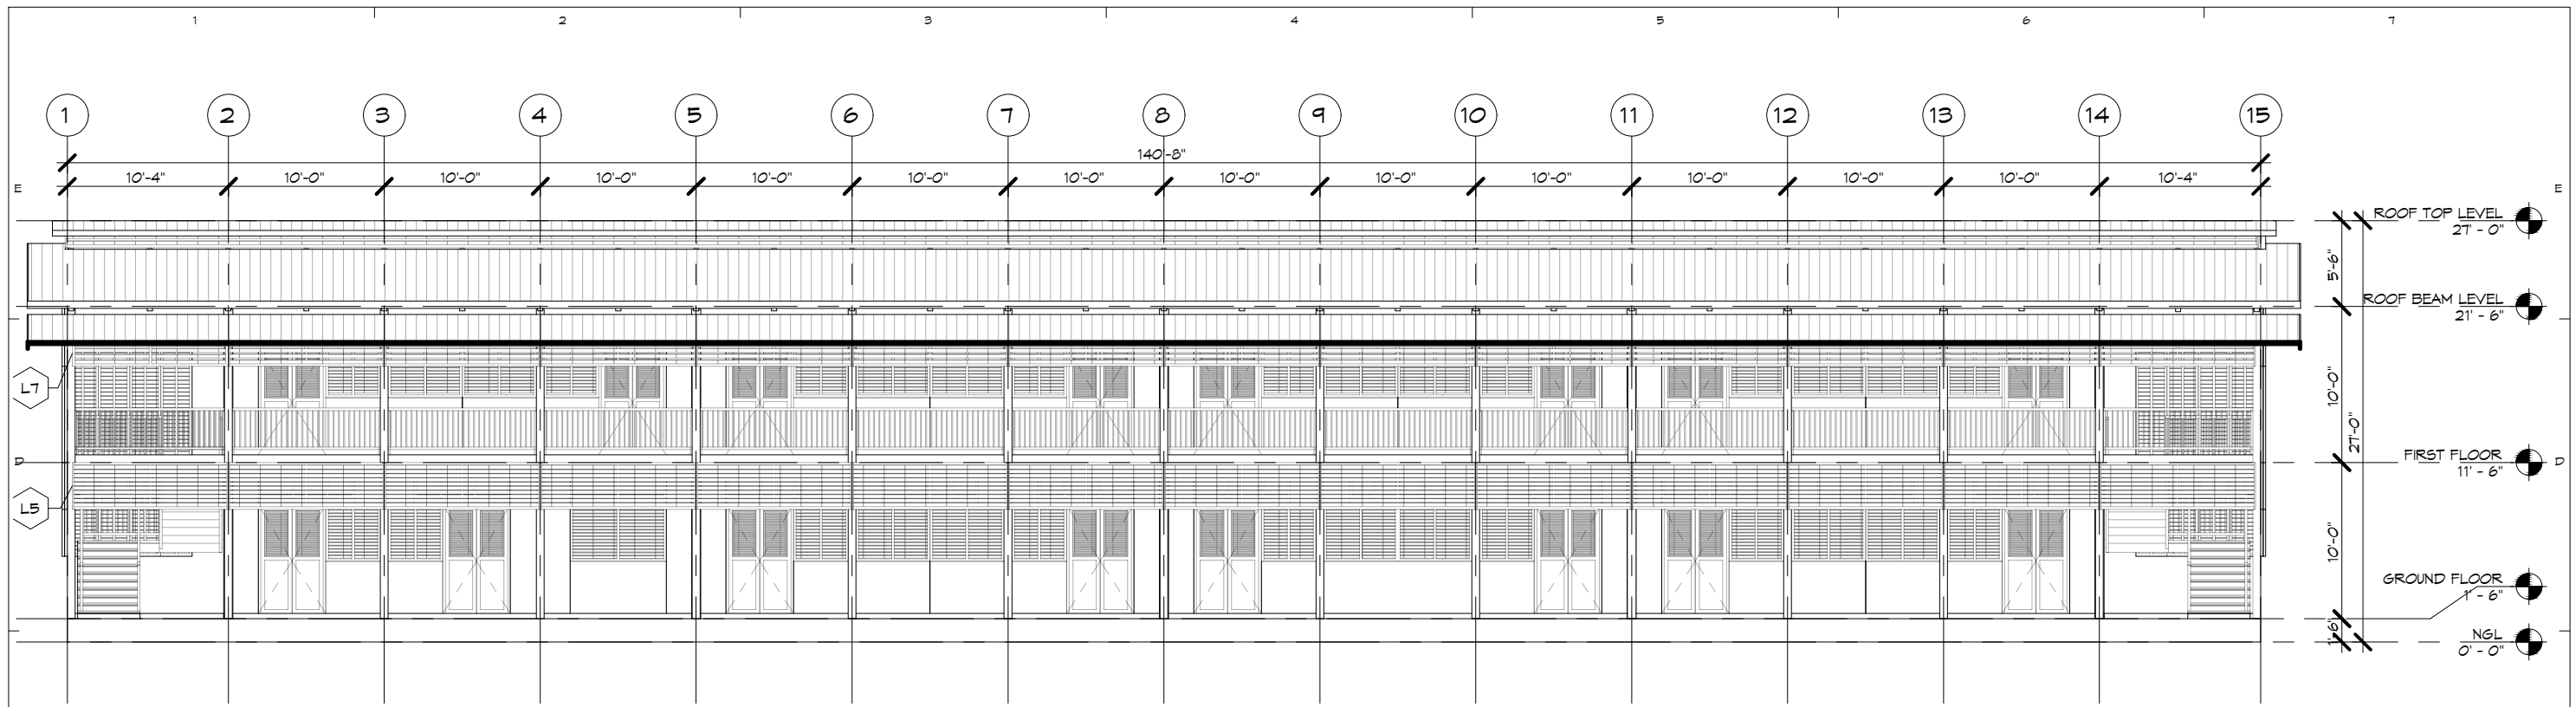 1 2 3 4 5 6 7
1 2 3 4 5 6 7 8 9 10 11 12 13 14 15
140'-8"
10'-4" 10'-0" 10'-0" 10'-0" 10'-0" 10'-0" 10'-0" 10'-0" 10'-0" 10'-0" 10'-0" 10'-0" 10'-0" 10'-4"
E E
ROOF TOP LEVEL
27' - 0"
5'-6"
ROOF BEAM LEVEL
21' - 6"
L7
10'-0"
27'-0"
D D
FIRST FLOOR
11' - 6"
L5
10'-0"
GROUND FLOOR
1' - 6"
1'-6"
NGL
0' - 0"